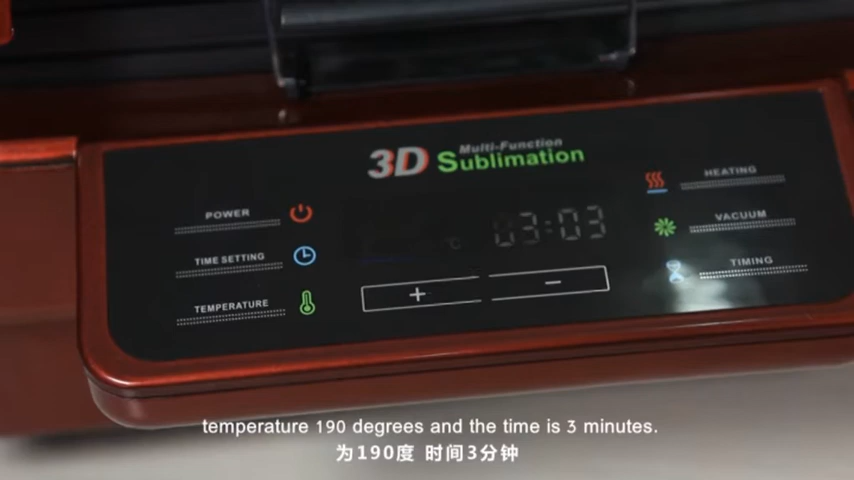 3D Multi-Function
Sublimation
POWER
TIME SETTING
TEMPERATURE
°C
03:03
+
−
HEATING
VACUUM
TIMING
temperature 190 degrees and the time is 3 minutes.
为190度 时间3分钟